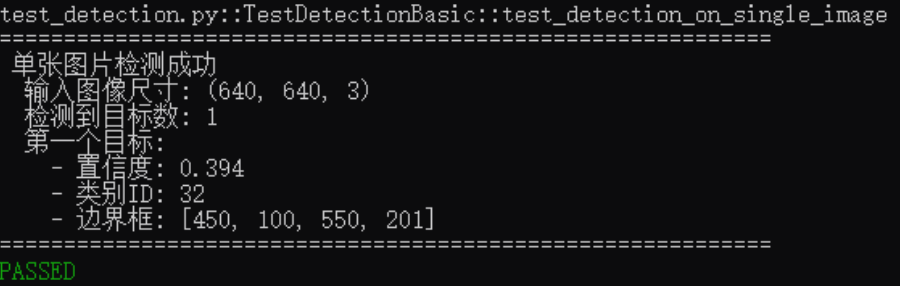 test_detection.py::TestDetectionBasic::test_detection_on_single_image
============================================================
单张图片检测成功
输入图像尺寸: (640, 640, 3)
检测到目标数: 1
第一个目标:
- 置信度: 0.394
- 类别ID: 32
- 边界框: [450, 100, 550, 201]
============================================================
PASSED